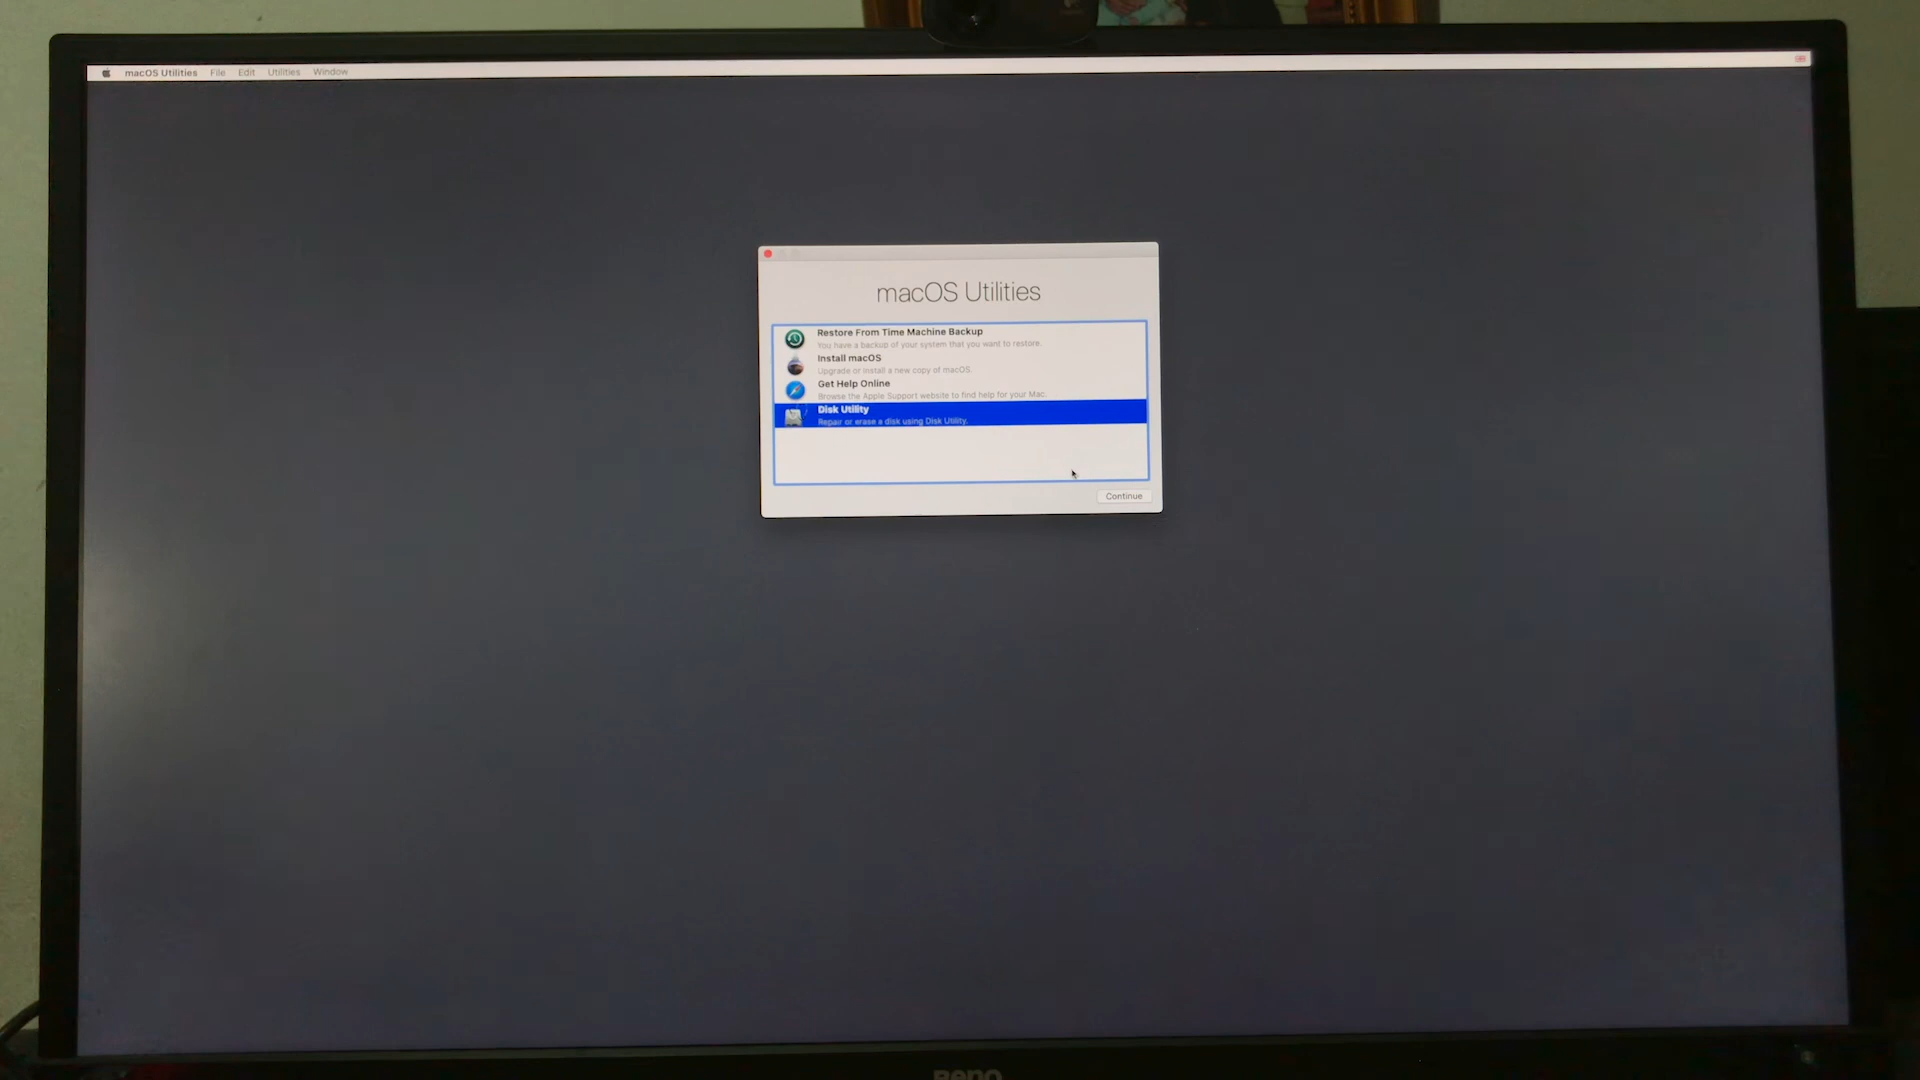 macOS Utilities File Edit Utilities Window
macOS Utilities
Restore From Time Machine Backup
You have a backup of your system that you want to restore.
Install macOS
Upgrade or install a new copy of macOS.
Get Help Online
Browse the Apple Support website to find help for your Mac.
Disk Utility
Repair or erase a disk using Disk Utility.
Continue
BenQ